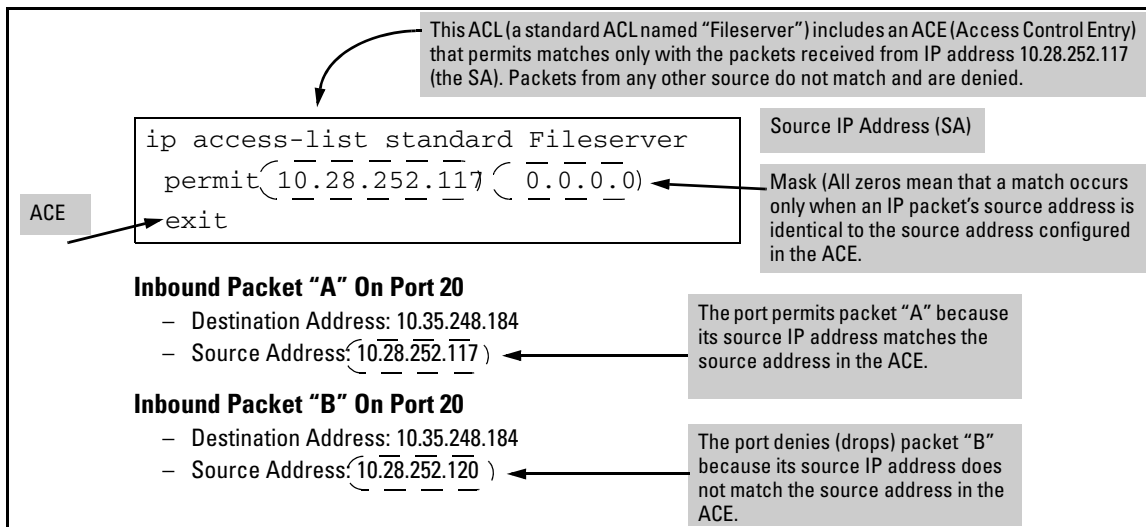 This ACL (a standard ACL named “Fileserver”) includes an ACE (Access Control Entry)
that permits matches only with the packets received from IP address 10.28.252.117
(the SA). Packets from any other source do not match and are denied.
ip access-list standard Fileserver
permit 10.28.252.117 0.0.0.0
exit
Source IP Address (SA)
Mask (All zeros mean that a match occurs
only when an IP packet's source address is
identical to the source address configured
in the ACE.
ACE
Inbound Packet “A” On Port 20
– Destination Address: 10.35.248.184
– Source Address: 10.28.252.117
The port permits packet “A” because
its source IP address matches the
source address in the ACE.
Inbound Packet “B” On Port 20
– Destination Address: 10.35.248.184
– Source Address: 10.28.252.120
The port denies (drops) packet “B”
because its source IP address does
not match the source address in the
ACE.